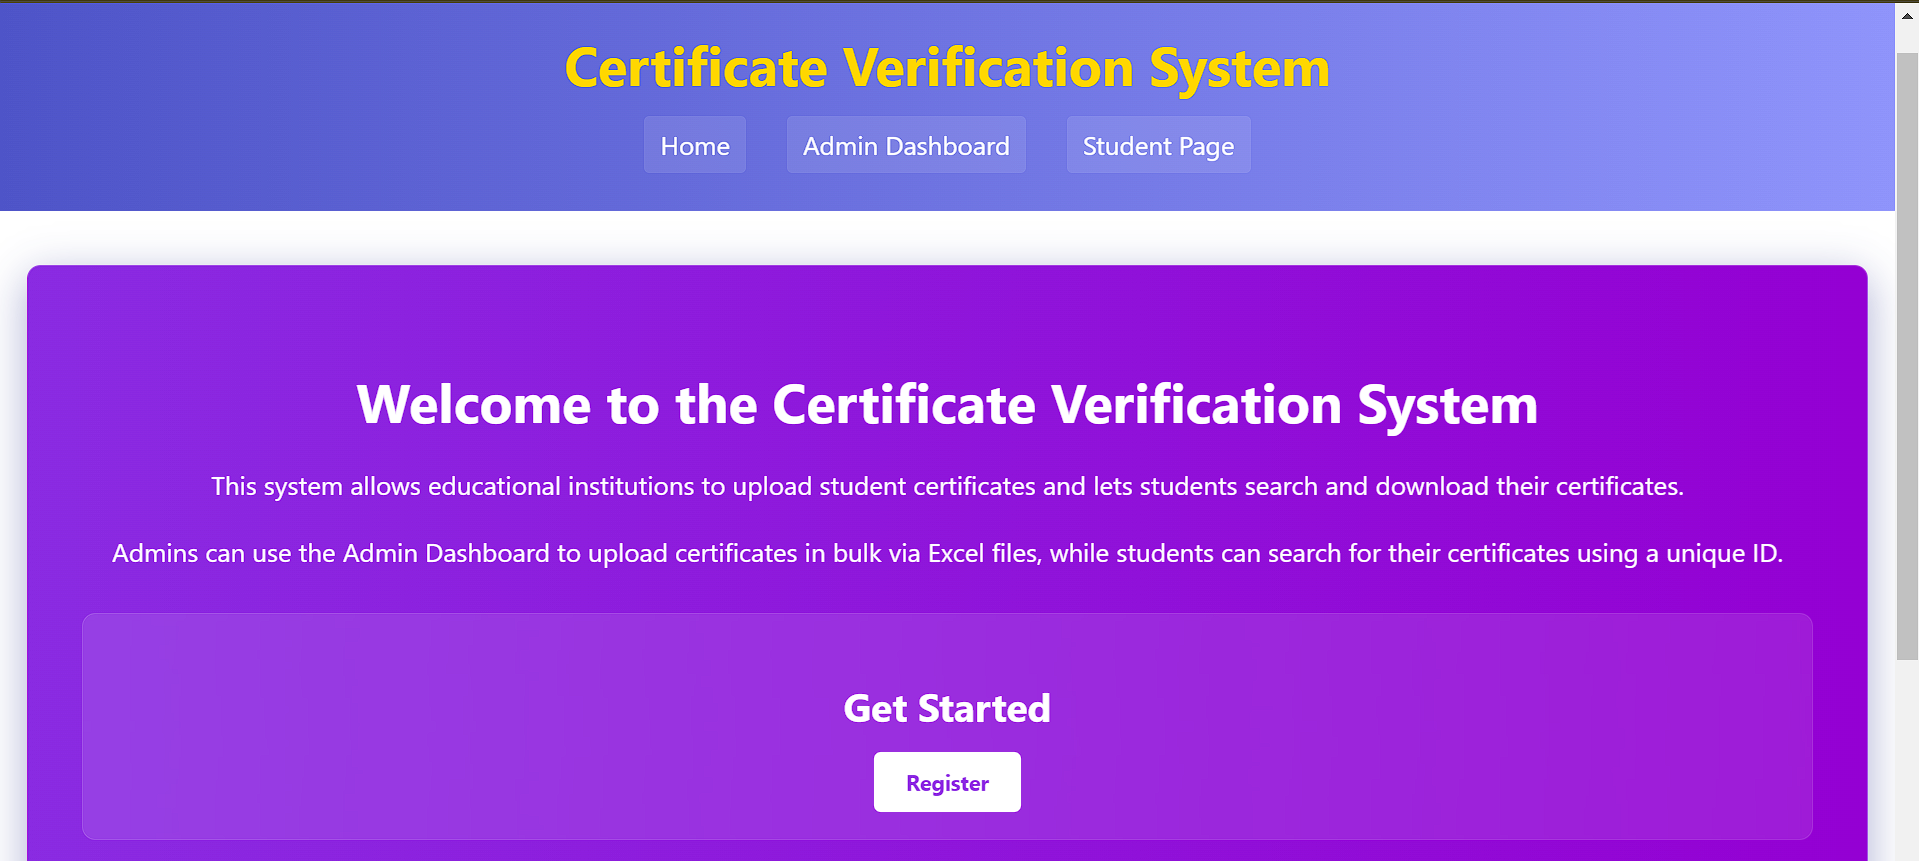 Certificate Verification System
Home Admin Dashboard Student Page
Welcome to the Certificate Verification System
This system allows educational institutions to upload student certificates and lets students search and download their certificates.
Admins can use the Admin Dashboard to upload certificates in bulk via Excel files, while students can search for their certificates using a unique ID.
Get Started
Register